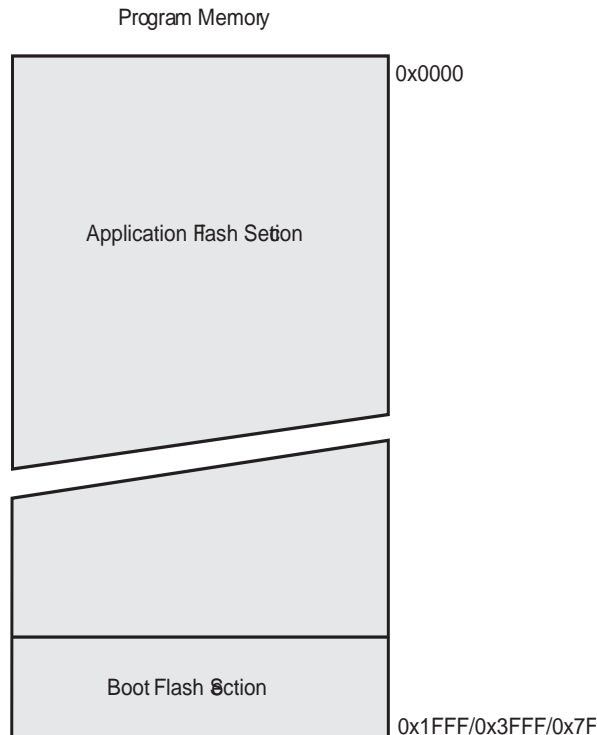 Program Memory
0x0000
Application Flash Section
Boot Flash Section
0x1FFF/0x3FFF/0x7F